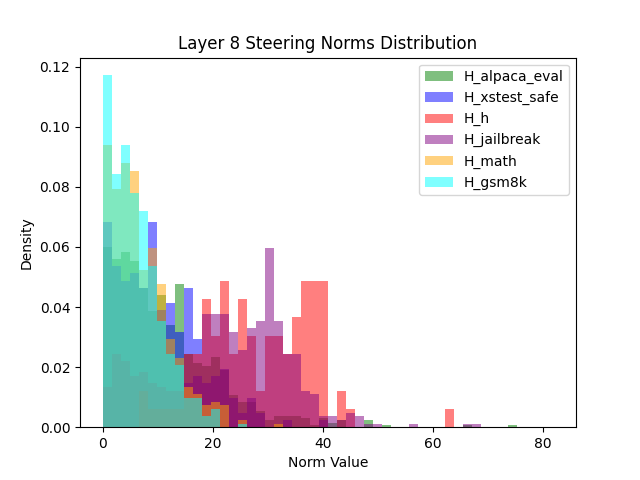 Layer 8 Steering Norms Distribution
H_alpaca_eval
H_xstest_safe
H_h
H_jailbreak
H_math
H_gsm8k
0.12
0.10
0.08
0.06
0.04
0.02
0.00
Density
0
20
40
60
80
Norm Value